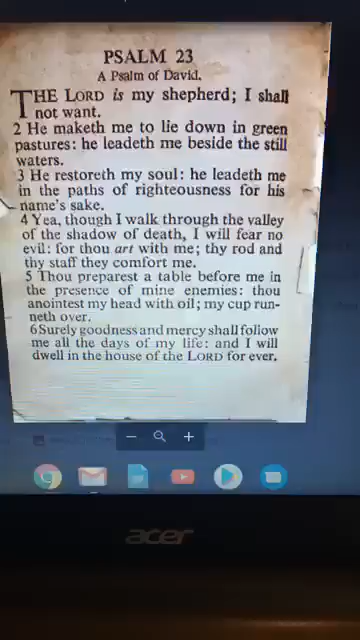 PSALM 23
A Psalm of David.
THE LORD is my shepherd; I shall
not want.
2 He maketh me to lie down in green
pastures: he leadeth me beside the still
waters.
3 He restoreth my soul: he leadeth me
in the paths of righteousness for his
name's sake.
4 Yea, though I walk through the valley
of the shadow of death, I will fear no
evil: for thou art with me; thy rod and
thy staff they comfort me.
5 Thou preparest a table before me in
the presence of mine enemies: thou
anointest my head with oil; my cup run-
neth over.
6 Surely goodness and mercy shall follow
me all the days of my life: and I will
dwell in the house of the LORD for ever.
acer